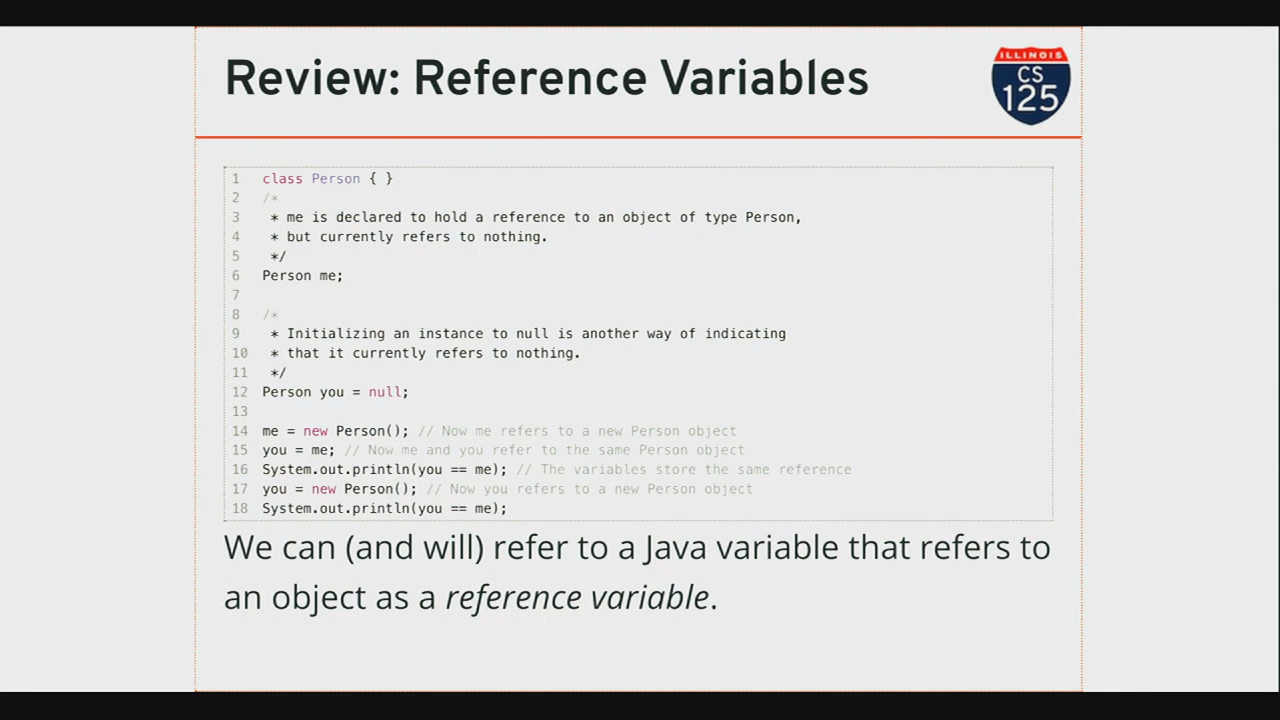 Review: Reference Variables
ILLINOIS
CS
125
1 class Person { }
2 /*
3  * me is declared to hold a reference to an object of type Person,
4  * but currently refers to nothing.
5  */
6 Person me;
7
8 /*
9  * Initializing an instance to null is another way of indicating
10  * that it currently refers to nothing.
11  */
12 Person you = null;
13
14 me = new Person(); // Now me refers to a new Person object
15 you = me; // Now me and you refer to the same Person object
16 System.out.println(you == me); // The variables store the same reference
17 you = new Person(); // Now you refers to a new Person object
18 System.out.println(you == me);
We can (and will) refer to a Java variable that refers to
an object as a reference variable.